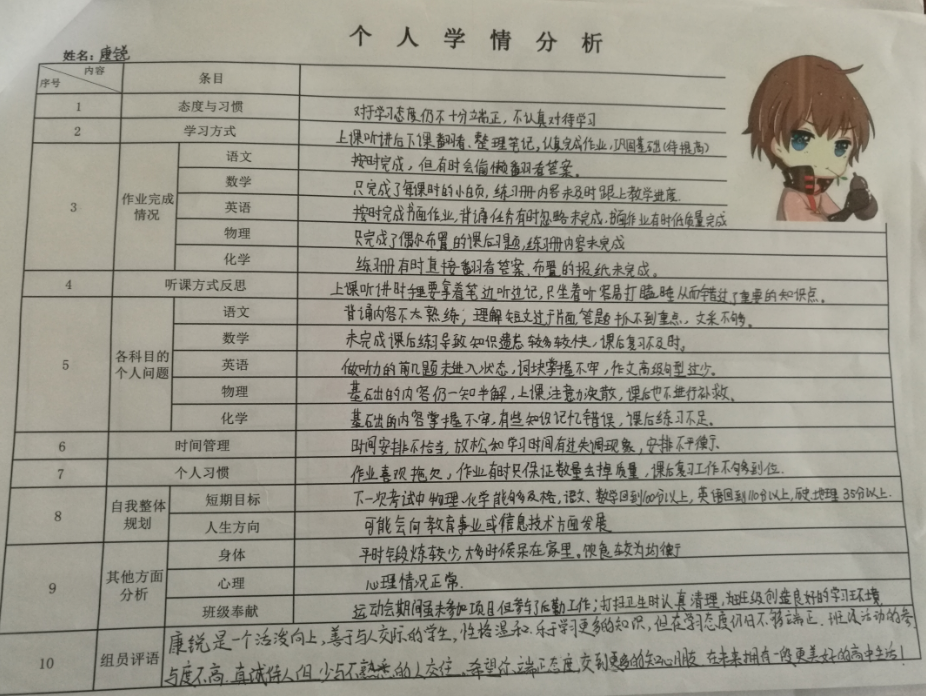 个人学情分析
姓名：康锐
序号 内容 条目
1 态度与习惯 对于学习态度仍不十分端正，不认真对待学习
2 学习方式 上课听讲后下课翻看、整理笔记，认真完成作业，巩固基础（待提高）
3 作业完成情况 语文 按时完成，但有时会偷懒翻看答案。
数学 只完成了每课时的小白页，练习册内容未及时跟上教学进度.
英语 按时完成书面作业，背诵任务有时忽略未完成.书面作业有时低质量完成
物理 只完成了偶尔布置的课后习题，练习册内容未完成
化学 练习册有时直接翻看答案、布置的报纸未完成。
4 听课方式反思 上课听讲时手里要拿着笔边听边记，只坐着听容易打瞌睡从而错过了重要的知识点。
5 各科目的个人问题 语文 背诵内容不太熟练；理解短文过于片面答题抓不到重点，文采不够。
数学 未完成课后练习导致知识遗忘较多较快，课后复习不及时。
英语 做听力的前几题未进入状态，词块掌握不牢，作文高级句型过少。
物理 基础的内容仍一知半解，上课注意力涣散，课后也不进行补救。
化学 基础的内容掌握不牢，有些知识记忆错误，课后练习不足。
6 时间管理 时间安排不恰当，放松和学习时间有过失调现象，安排不平衡.
7 个人习惯 作业喜欢拖欠，作业有时只保证数量去掉质量，课后复习工作不够到位.
8 自我整体规划 短期目标 下一次考试中物理.化学能够及格，语文、数学回到100分以上，英语回到110分以上，地理35分以上.
人生方向 可能会向教育事业或信息技术方面发展
9 其他方面分析 身体 平时年段炼较少，大多时候呆在家里。饮食较为均衡
心理 心理情况正常.
班级奉献 运动会期间虽未参加项目但参与了后勤工作；打扫卫生时认真清理，为班级创造良好的学习环境
10 组员评语 康锐是一个活泼向上，善于与人交际的学生，性格温和.乐于学习更多的知识，但在学习态度仍旧不够端正.班级活动的参
与度不高.真诚待人但少与不熟悉的人交往.希望你端正态度，交到更多的知心朋友.在未来拥有一段更美好的高中生活！